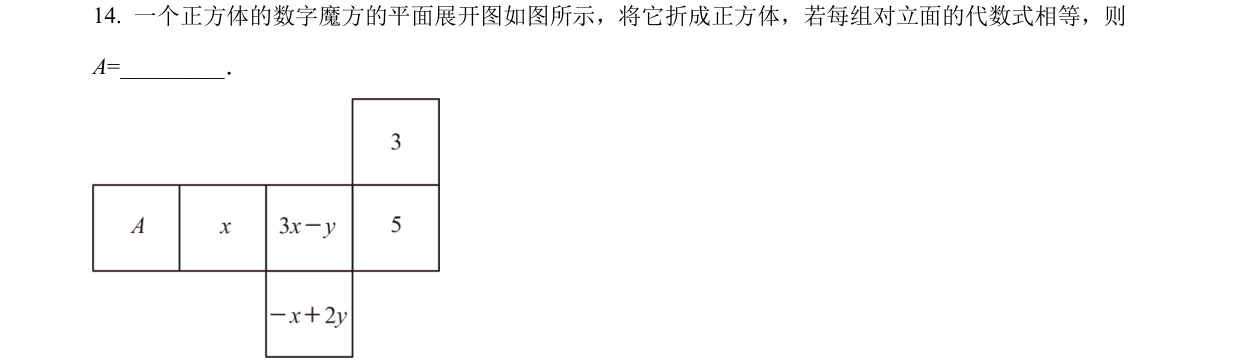 14. 一个正方体的数字魔方的平面展开图如图所示，将它折成正方体，若每组对立面的代数式相等，则
A=_________．
3
A x 3x－y 5
－x＋2y